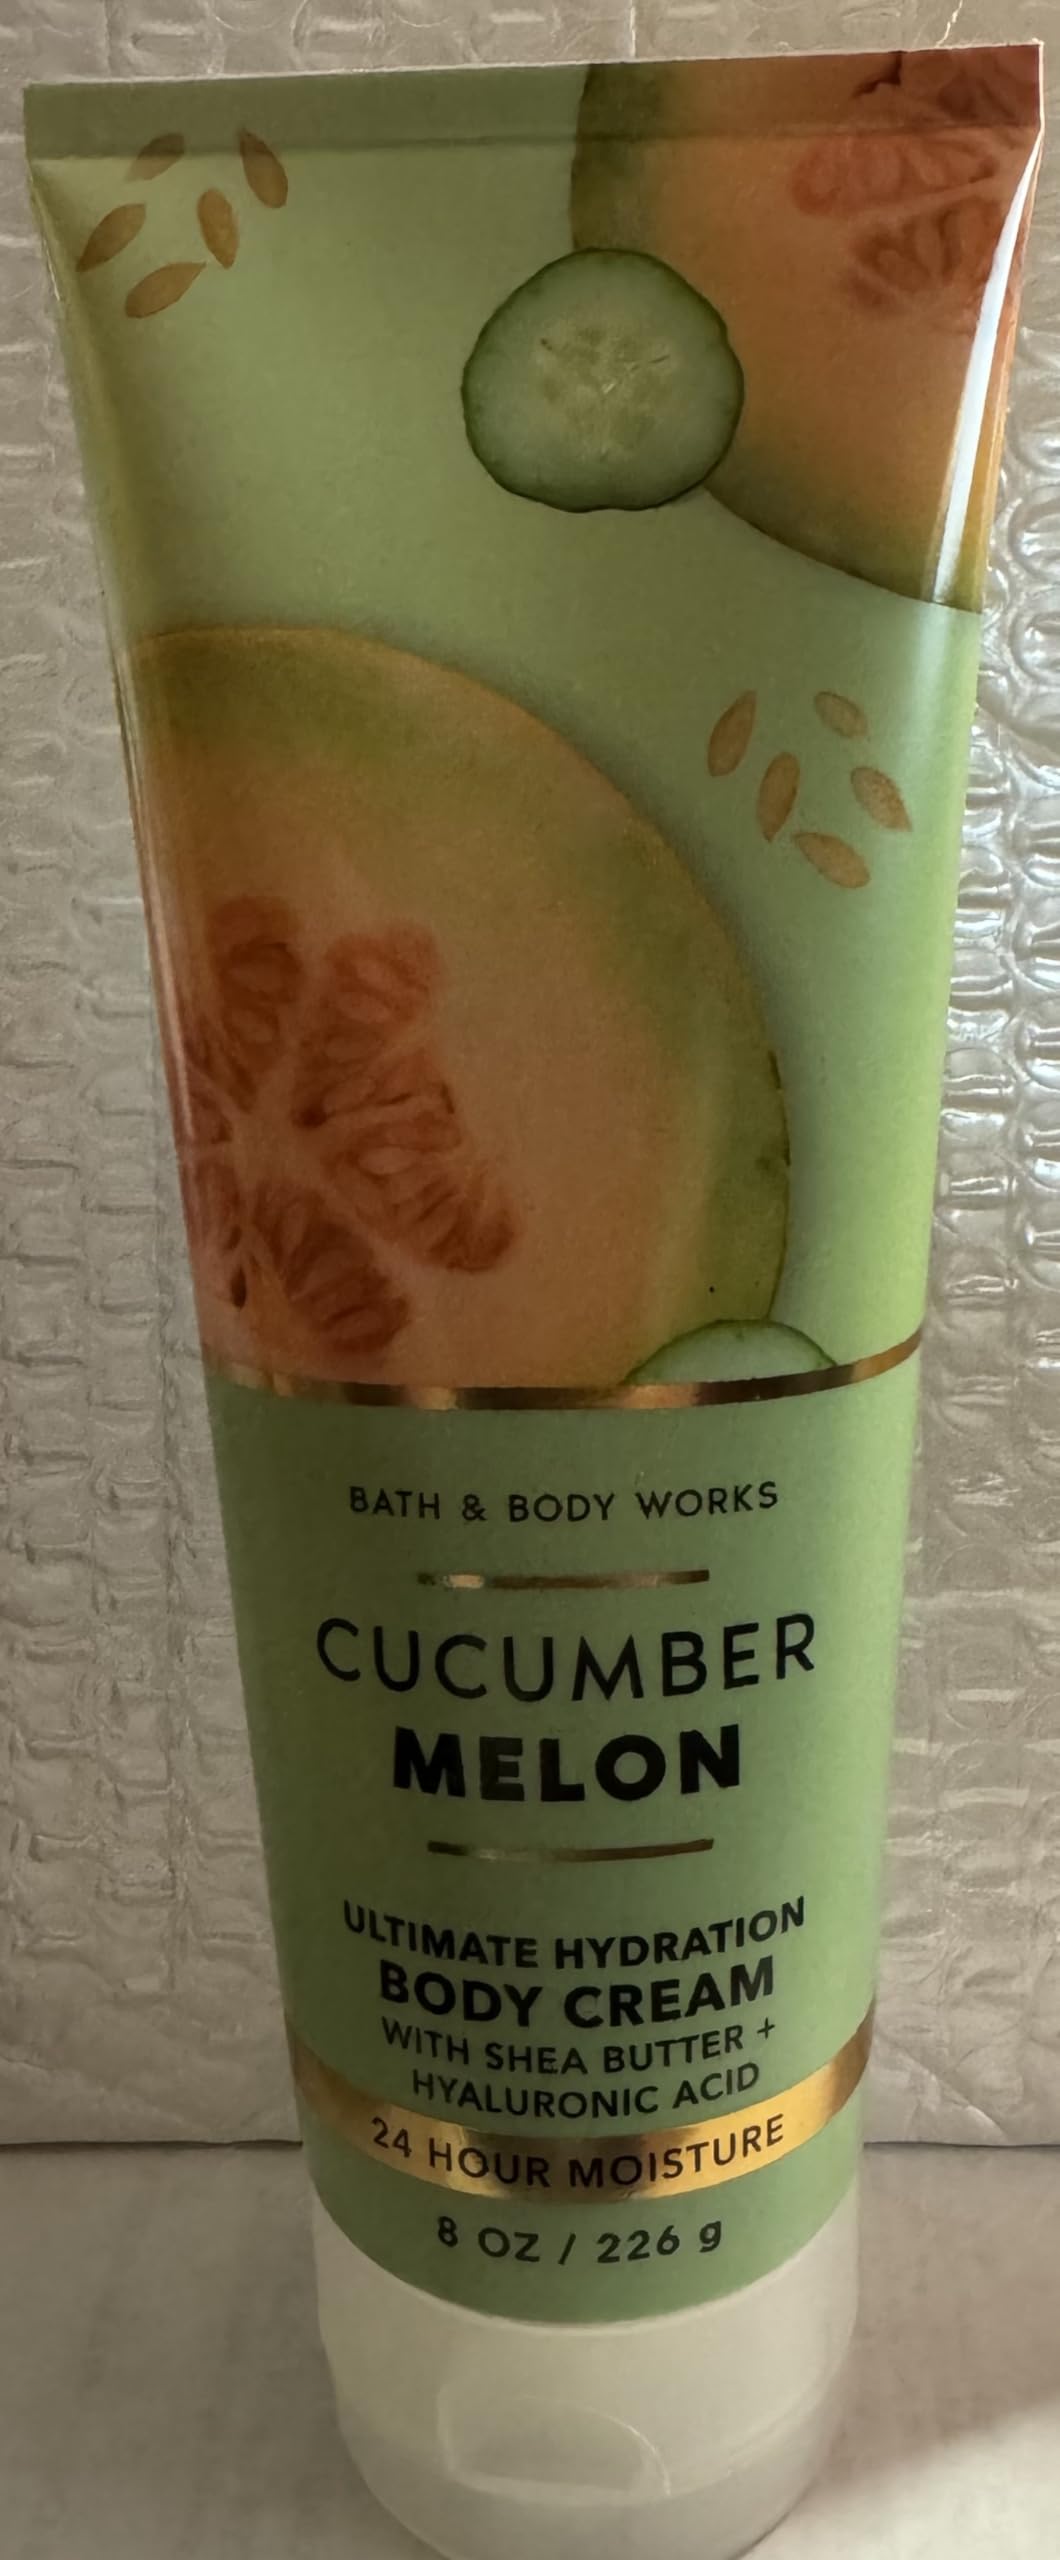 BATH & BODY WORKS
CUCUMBER
MELON
ULTIMATE HYDRATION
BODY CREAM
WITH SHEA BUTTER +
HYALURONIC ACID
24 HOUR MOISTURE
8 OZ / 226 g